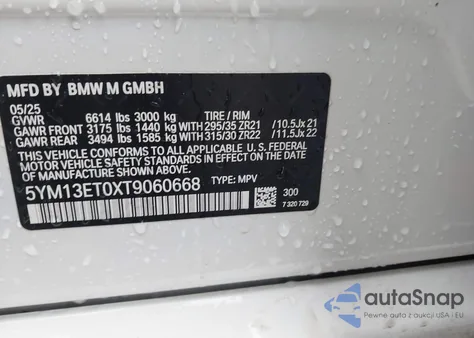 MFD BY BMW M GMBH
05/25
GVWR 6614 lbs 3000 kg TIRE / RIM
GAWR FRONT 3175 lbs 1440 kg WITH 295/35 ZR21 /10.5Jx 21
GAWR REAR 3494 lbs 1585 kg WITH 315/30 ZR22 /11.5Jx 22
THIS VEHICLE CONFORMS TO ALL APPLICABLE U.S. FEDERAL
MOTOR VEHICLE SAFETY STANDARDS IN EFFECT ON THE DATE
OF MANUFACTURE SHOWN ABOVE.
5YM13ET0XT9060668 TYPE: MPV
300
7 320 729
autoSnap
Pewne auta z aukcji USA i EU